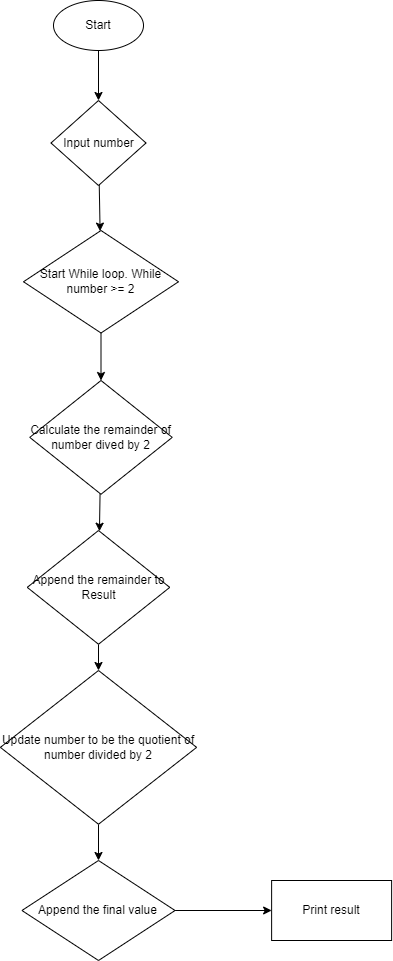 Start
Input number
Start While loop. While
number >= 2
Calculate the remainder of
number dived by 2
Append the remainder to
Result
Update number to be the quotient of
number divided by 2
Append the final value
Print result